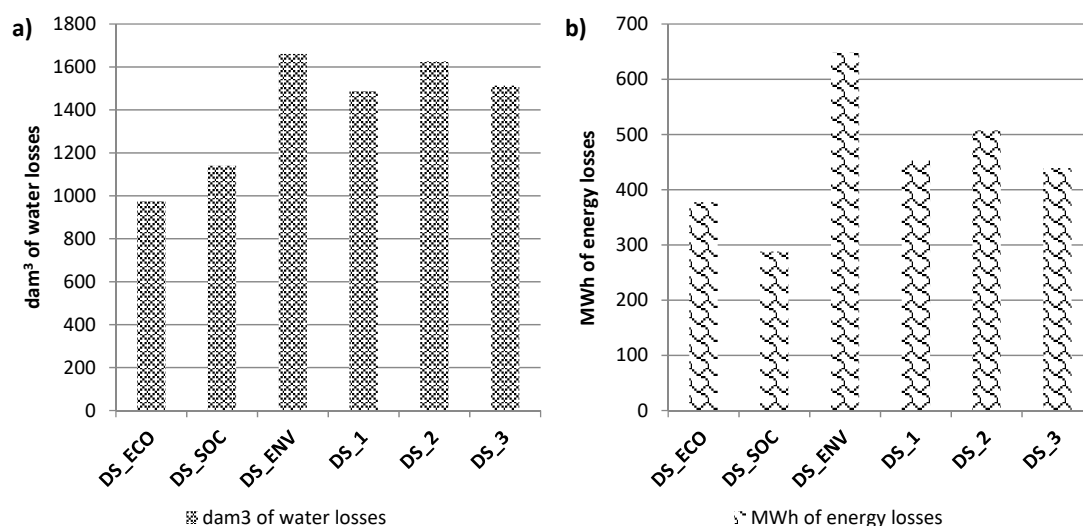 a)
dam³ of water losses
1800
1600
1400
1200
1000
800
600
400
200
0
DS_ECO
DS_SOC
DS_ENV
DS_1
DS_2
DS_3
dam3 of water losses
b)
MWh of energy losses
700
600
500
400
300
200
100
0
DS_ECO
DS_SOC
DS_ENV
DS_1
DS_2
DS_3
MWh of energy losses